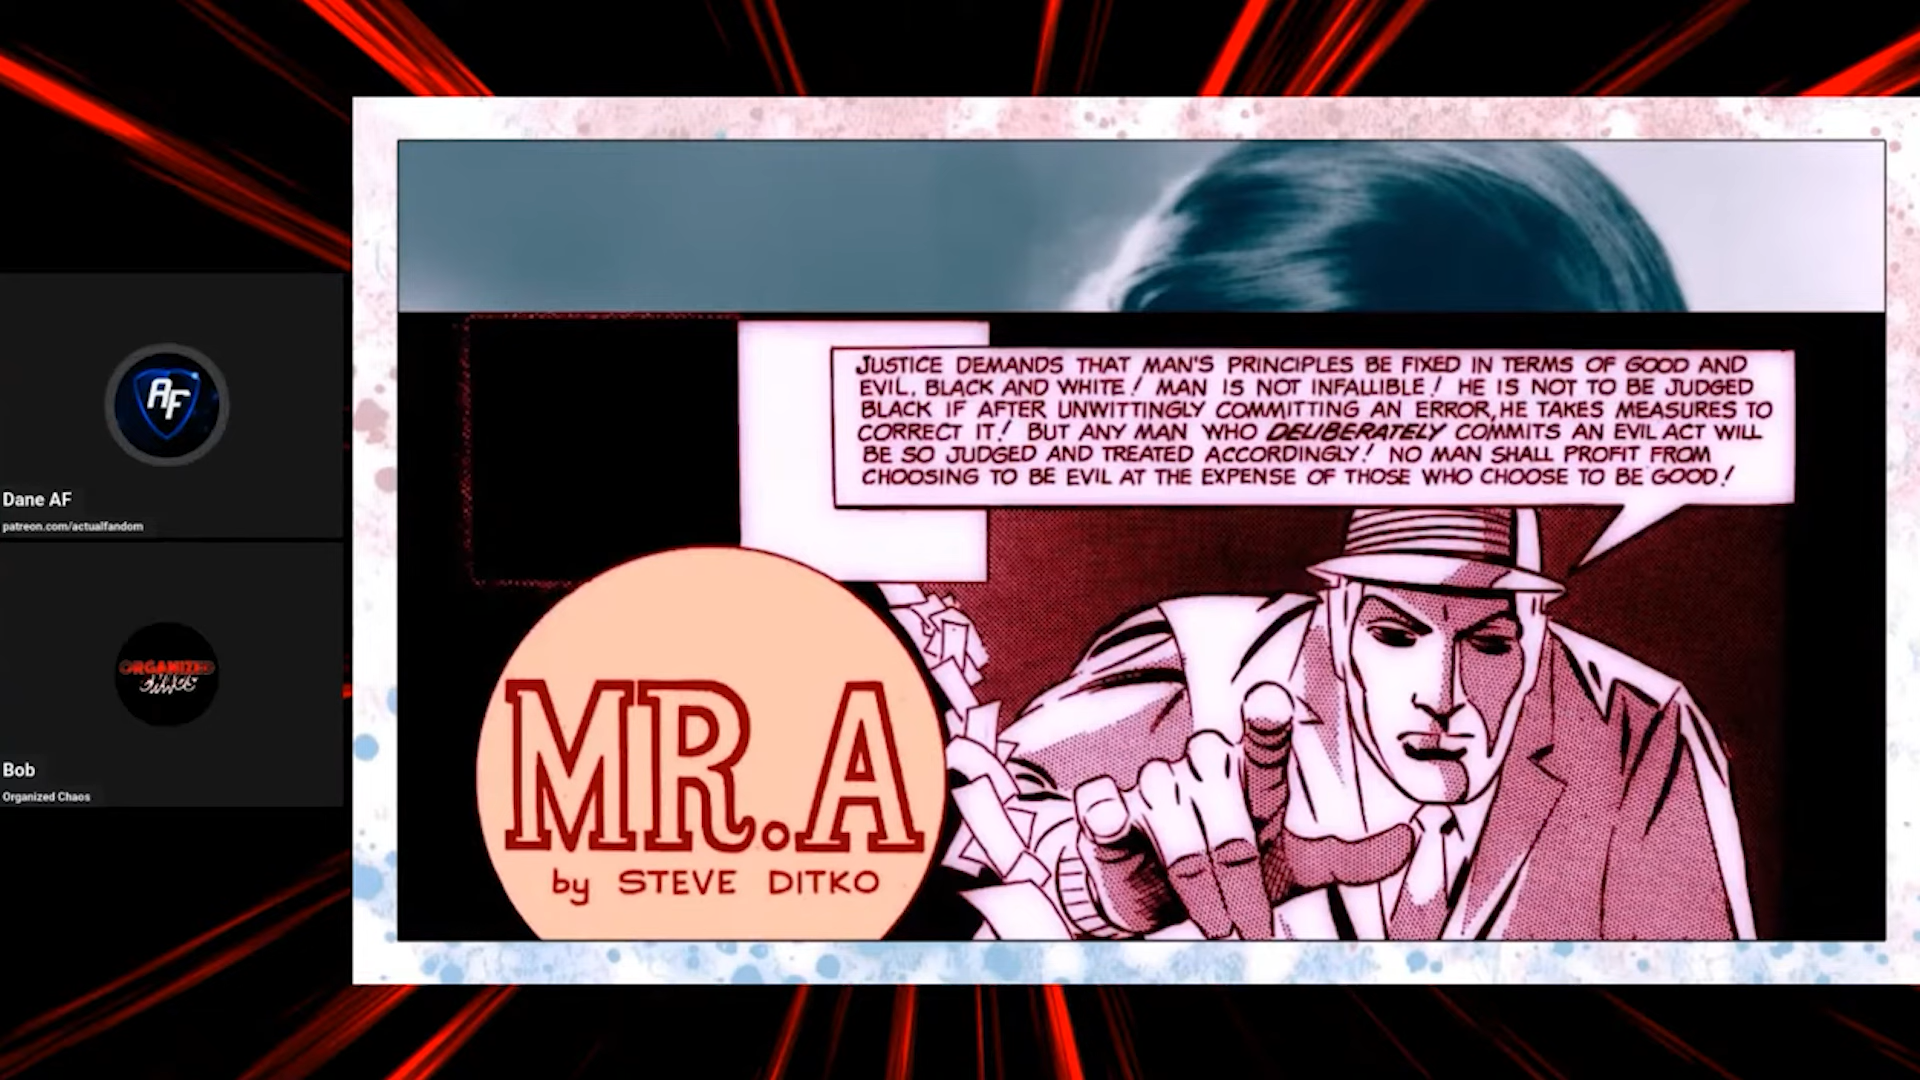 AF
Dane AF
patreon.com/actualfandom
ORGANIZED
Bob
Organized Chaos
JUSTICE DEMANDS THAT MAN'S PRINCIPLES BE FIXED IN TERMS OF GOOD AND
EVIL, BLACK AND WHITE! MAN IS NOT INFALLIBLE! HE IS NOT TO BE JUDGED
BLACK IF AFTER UNWITTINGLY COMMITTING AN ERROR, HE TAKES MEASURES TO
CORRECT IT! BUT ANY MAN WHO DELIBERATELY COMMITS AN EVIL ACT WILL
BE SO JUDGED AND TREATED ACCORDINGLY! NO MAN SHALL PROFIT FROM
CHOOSING TO BE EVIL AT THE EXPENSE OF THOSE WHO CHOOSE TO BE GOOD!
MR. A
by STEVE DITKO